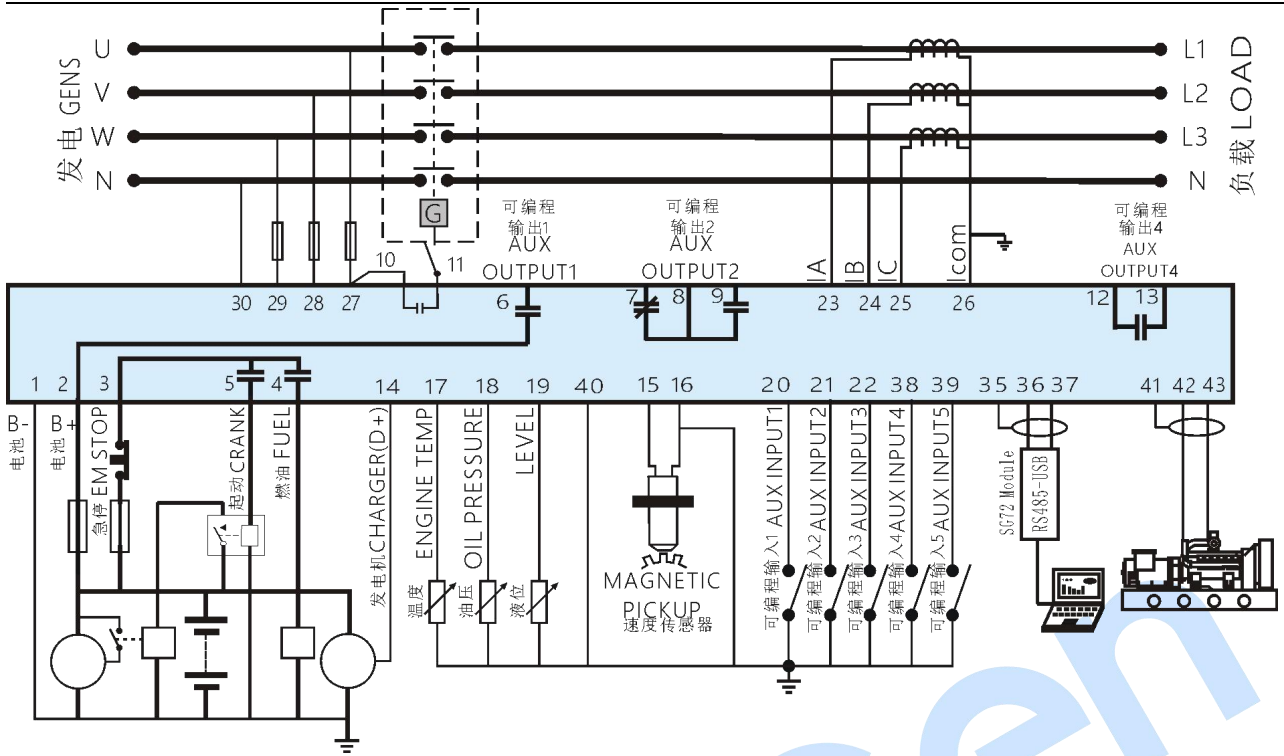 发电 GENS
U
V
W
N
L1
L2
L3
N
负载 LOAD
G
10
11
可编程
输出1
AUX
OUTPUT1
可编程
输出2
AUX
OUTPUT2
IA
IB
IC
Icom
可编程
输出4
AUX
OUTPUT4
30
29
28
27
6
7
8
9
23
24
25
26
12
13
1
2
3
5
4
14
17
18
19
40
15
16
20
21
22
38
39
35
36
37
41
42
43
B-
电池
B+
电池
急停 EM STOP
起动 CRANK
燃油 FUEL
发电机 CHARGER(D+)
ENGINE TEMP
温度
OIL PRESSURE
油压
LEVEL
液位
MAGNETIC
PICKUP
速度传感器
可编程输入1 AUX INPUT1
可编程输入2 AUX INPUT2
可编程输入3 AUX INPUT3
可编程输入4 AUX INPUT4
可编程输入5 AUX INPUT5
SG72 Module
RS485-USB
en